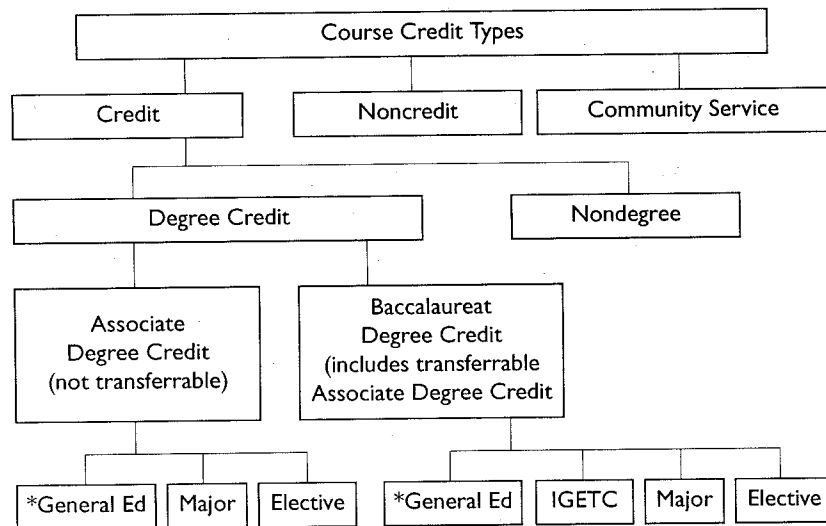 Course Credit Types
Credit
Noncredit
Community Service
Degree Credit
Nondegree
Associate
Degree Credit
(not transferrable)
Baccalaureat
Degree Credit
(includes transferrable
Associate Degree Credit
*General Ed
Major
Elective
*General Ed
IGETC
Major
Elective